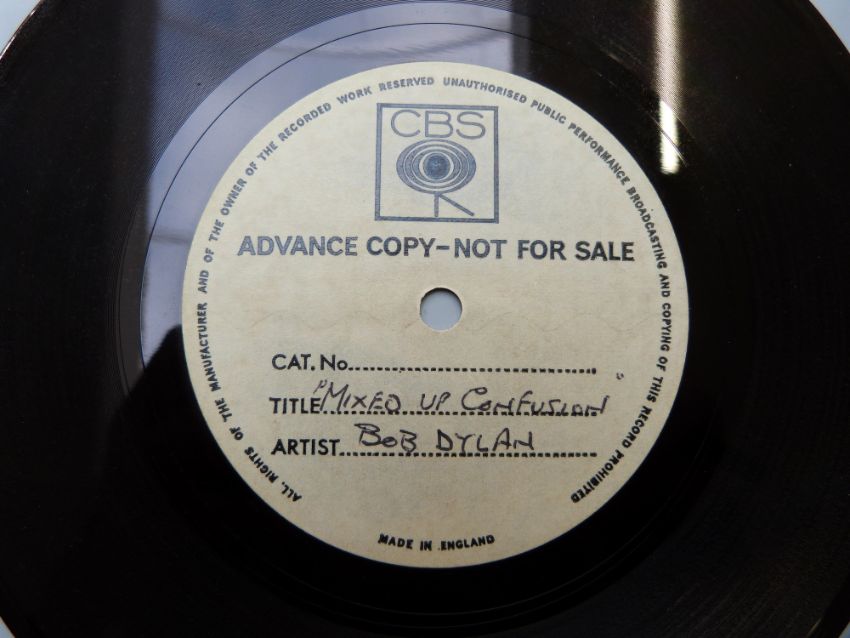 ALL RIGHTS OF THE MANUFACTURER AND OF THE OWNER OF THE RECORDED WORK RESERVED UNAUTHORISED PUBLIC PERFORMANCE BROADCASTING AND COPYING OF THIS RECORD PROHIBITED
CBS
ADVANCE COPY-NOT FOR SALE
CAT. No.
TITLE "MIXED UP CONFUSION"
ARTIST BOB DYLAN
MADE IN ENGLAND